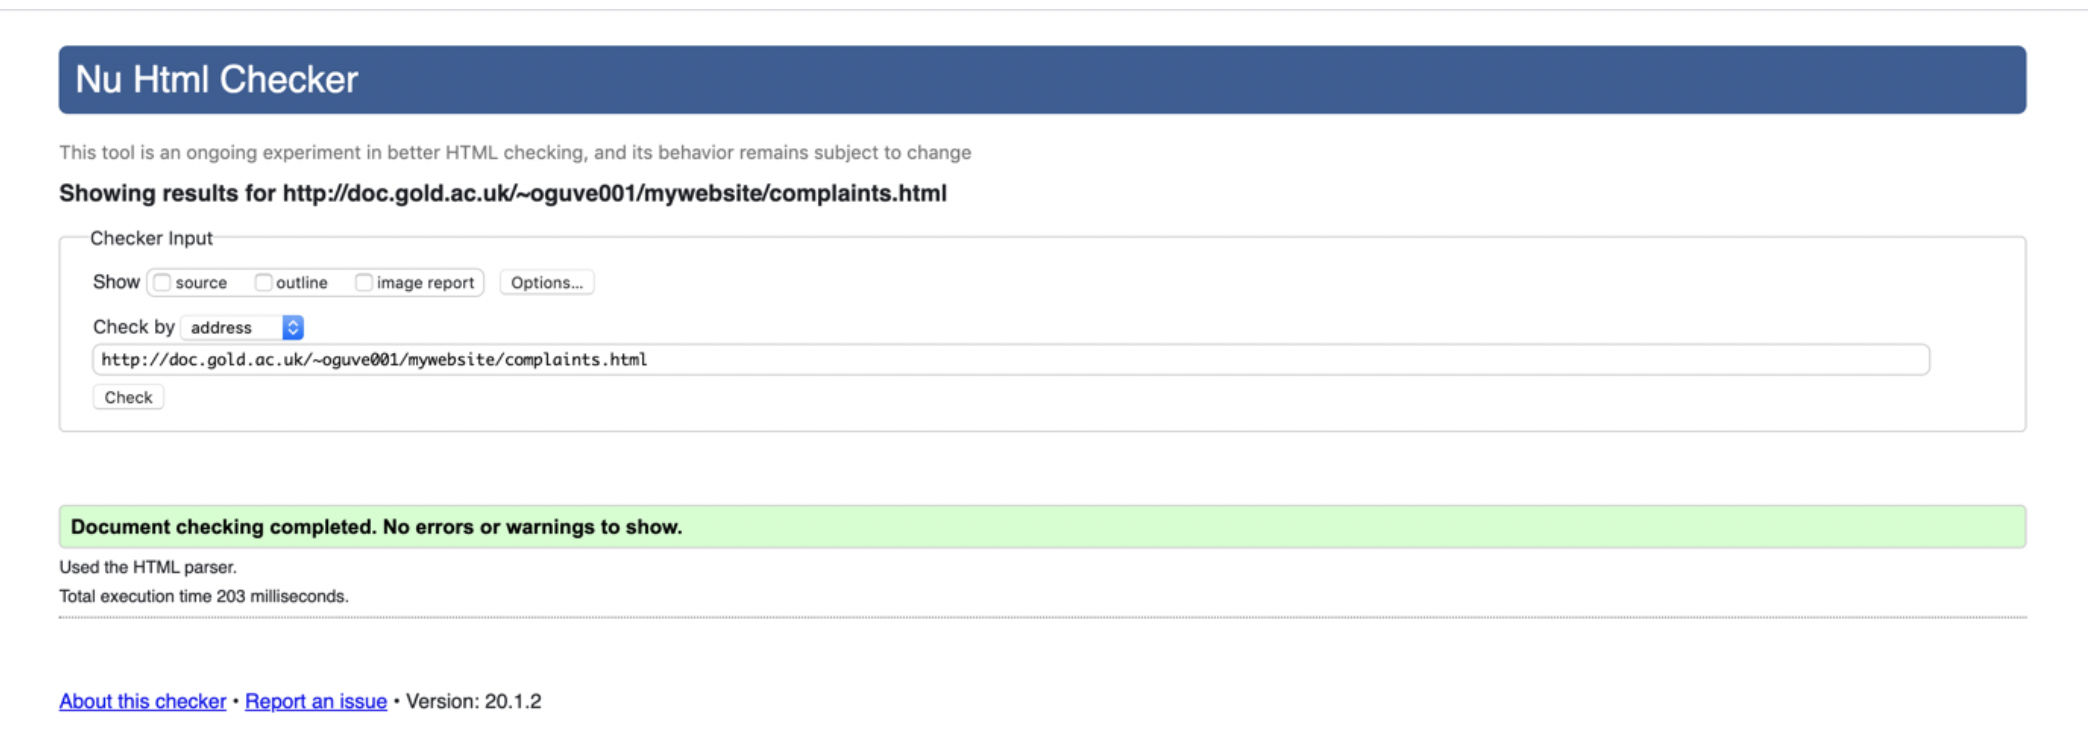 Nu Html Checker
This tool is an ongoing experiment in better HTML checking, and its behavior remains subject to change
Showing results for http://doc.gold.ac.uk/~oguve001/mywebsite/complaints.html
Checker Input
Show source outline image report Options...
Check by address
http://doc.gold.ac.uk/~oguve001/mywebsite/complaints.html
Check
Document checking completed. No errors or warnings to show.
Used the HTML parser.
Total execution time 203 milliseconds.
About this checker • Report an issue • Version: 20.1.2